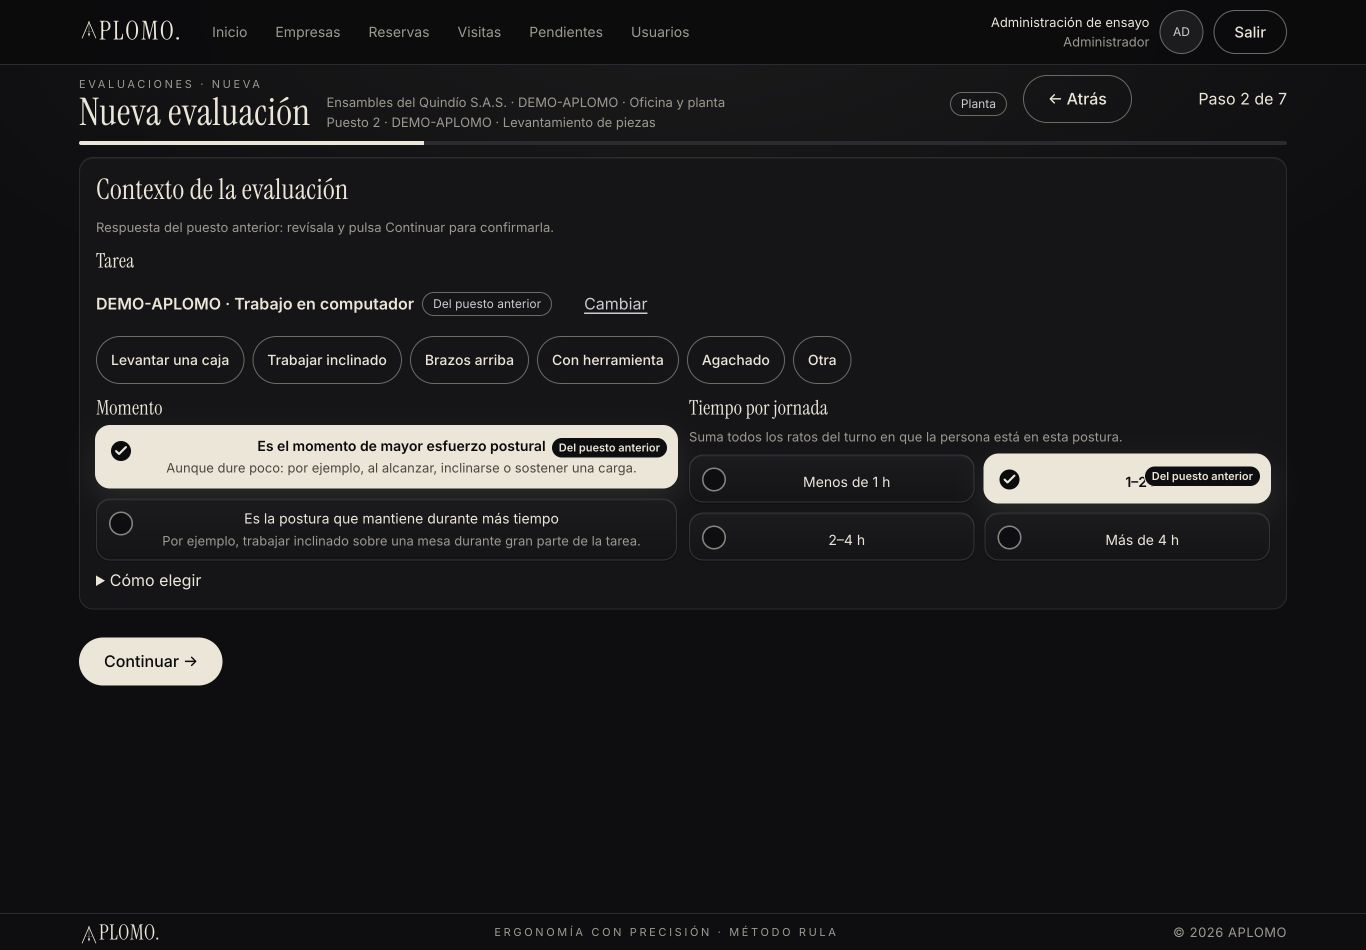 APLOMO.
Inicio
Empresas
Reservas
Visitas
Pendientes
Usuarios
Administración de ensayo
Administrador
AD
Salir
EVALUACIONES · NUEVA
Nueva evaluación
Ensambles del Quindío S.A.S. · DEMO-APLOMO · Oficina y planta
Puesto 2 · DEMO-APLOMO · Levantamiento de piezas
Planta
← Atrás
Paso 2 de 7
Contexto de la evaluación
Respuesta del puesto anterior: revísala y pulsa Continuar para confirmarla.
Tarea
DEMO-APLOMO · Trabajo en computador
Del puesto anterior
Cambiar
Levantar una caja
Trabajar inclinado
Brazos arriba
Con herramienta
Agachado
Otra
Momento
Es el momento de mayor esfuerzo postural
Del puesto anterior
Aunque dure poco: por ejemplo, al alcanzar, inclinarse o sostener una carga.
Es la postura que mantiene durante más tiempo
Por ejemplo, trabajar inclinado sobre una mesa durante gran parte de la tarea.
Cómo elegir
Tiempo por jornada
Suma todos los ratos del turno en que la persona está en esta postura.
Menos de 1 h
1–2
Del puesto anterior
2–4 h
Más de 4 h
Continuar →
APLOMO.
ERGONOMÍA CON PRECISIÓN · MÉTODO RULA
© 2026 APLOMO